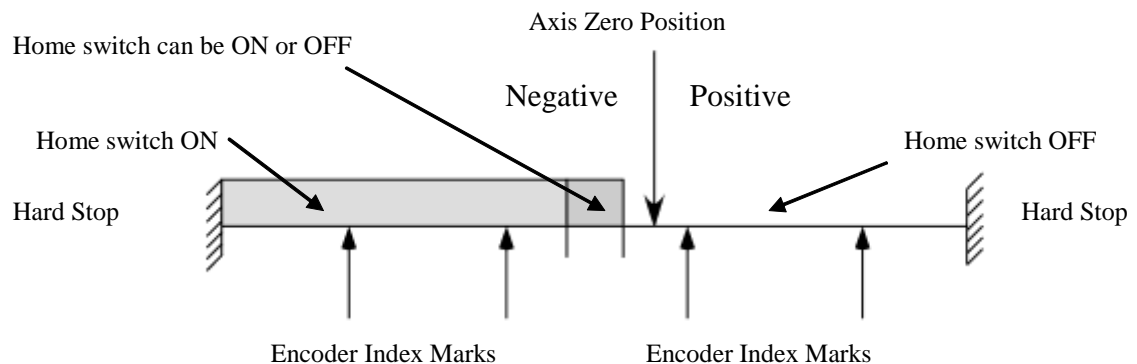 Axis Zero Position
Home switch can be ON or OFF
Negative
Positive
Home switch ON
Home switch OFF
Hard Stop
Hard Stop
Encoder Index Marks
Encoder Index Marks